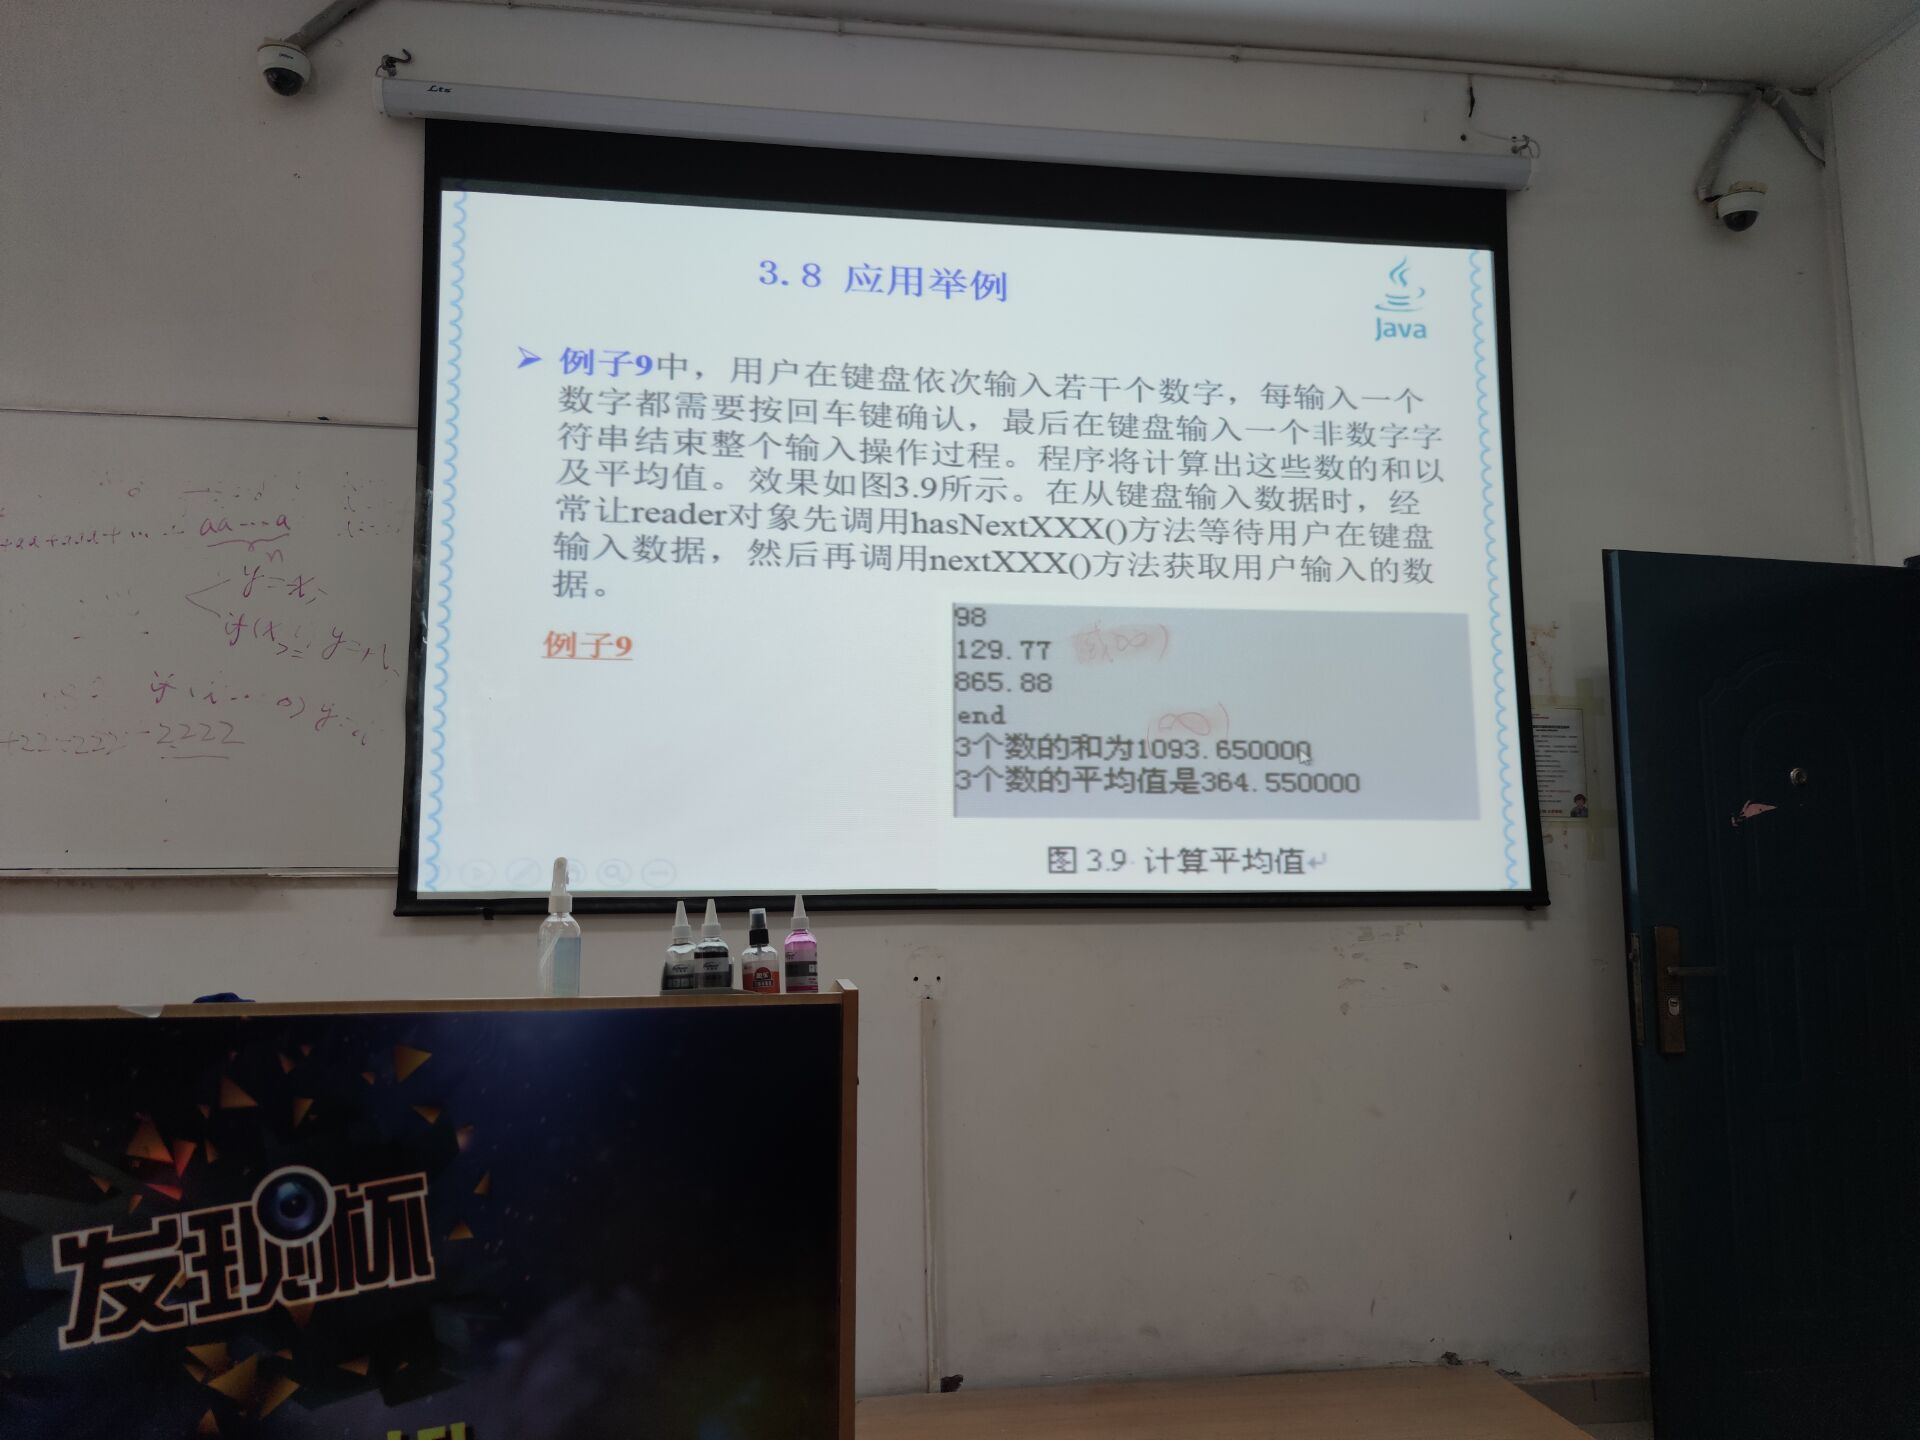 Lts
3.8 应用举例
Java
例子9中，用户在键盘依次输入若干个数字，每输入一个
数字都需要按回车键确认，最后在键盘输入一个非数字字
符串结束整个输入操作过程。程序将计算出这些数的和以
及平均值。效果如图3.9所示。在从键盘输入数据时，经
常让reader对象先调用hasNextXXX()方法等待用户在键盘
输入数据，然后再调用nextXXX()方法获取用户输入的数
据。
例子9
98
129.77
865.88
end
3个数的和为1093.650000
3个数的平均值是364.550000
图 3.9 计算平均值
aa…a
n
y=x;
2222
发现杯